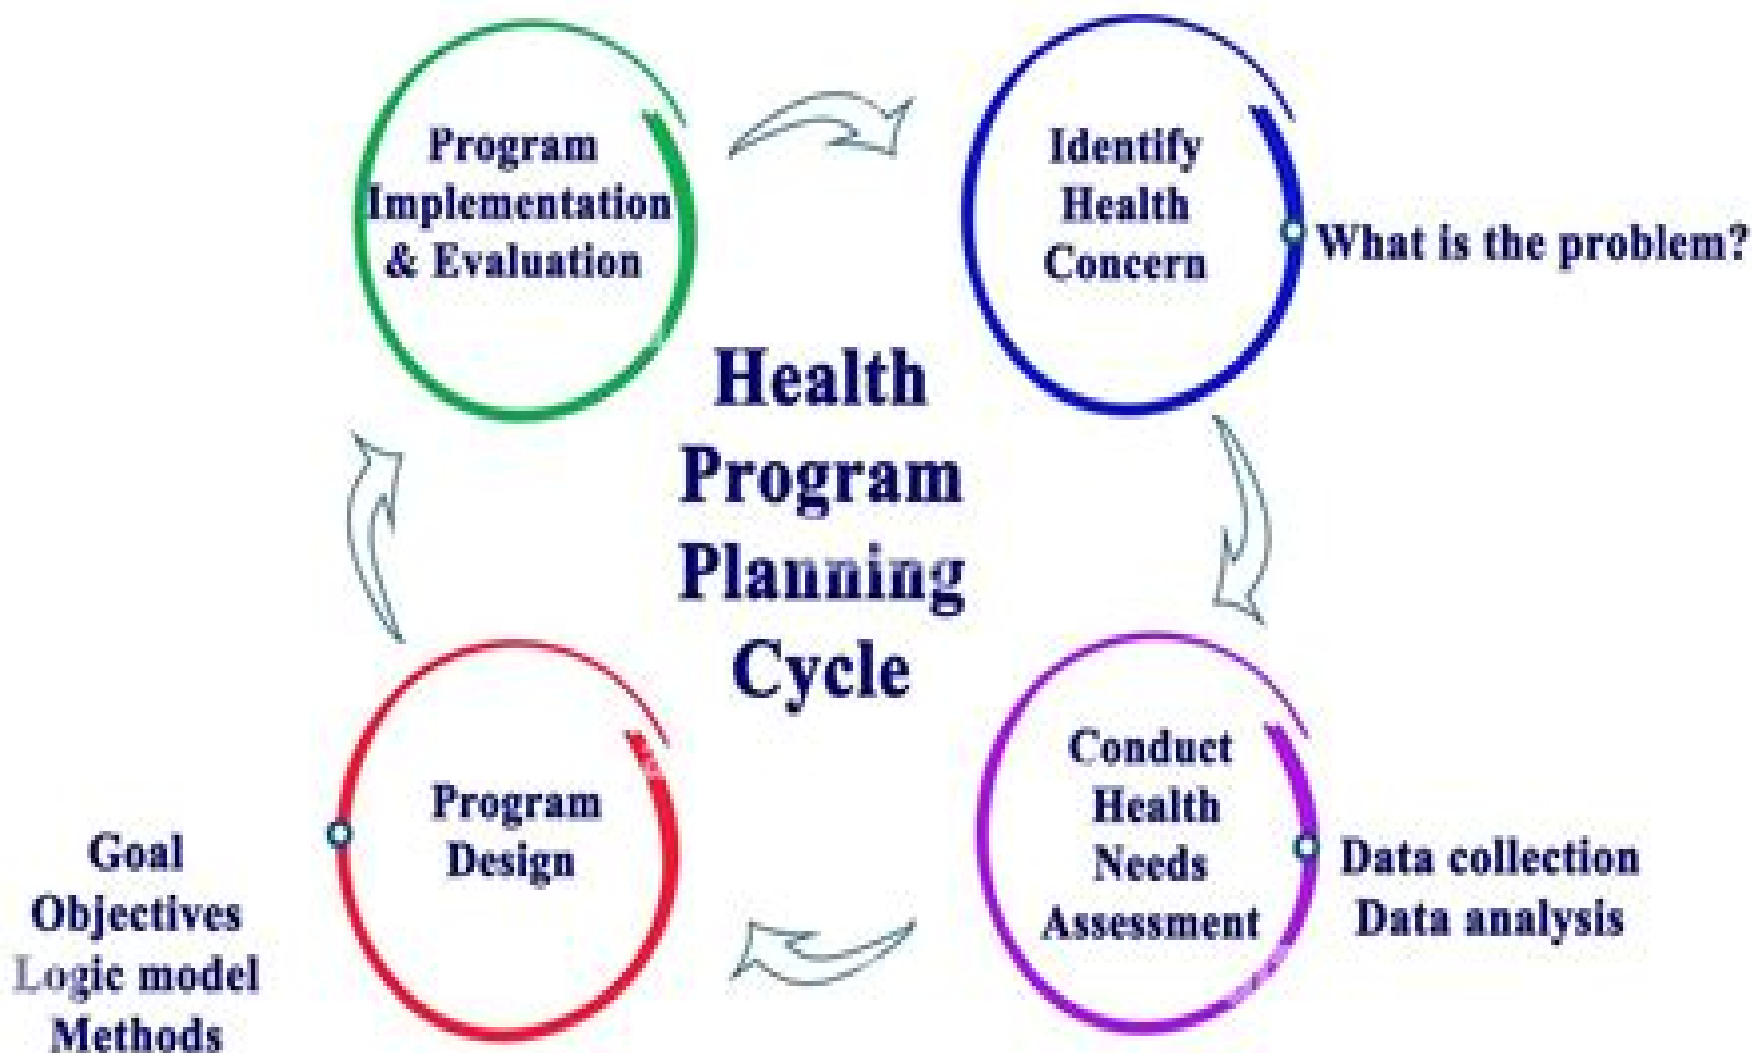 Program
Implementation
& Evaluation
Identify
Health
Concern
What is the problem?
Health
Program
Planning
Cycle
Conduct
Health
Needs
Assessment
Data collection
Data analysis
Program
Design
Goal
Objectives
Logic model
Methods